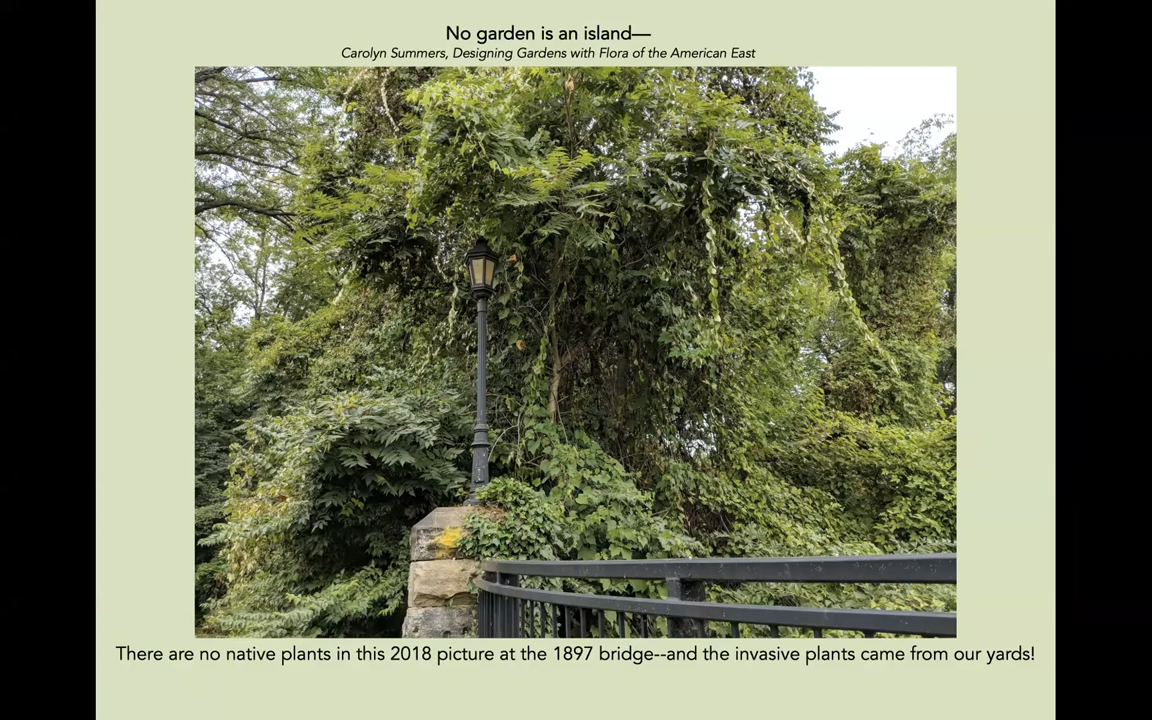 No garden is an island—
Carolyn Summers, Designing Gardens with Flora of the American East
There are no native plants in this 2018 picture at the 1897 bridge--and the invasive plants came from our yards!